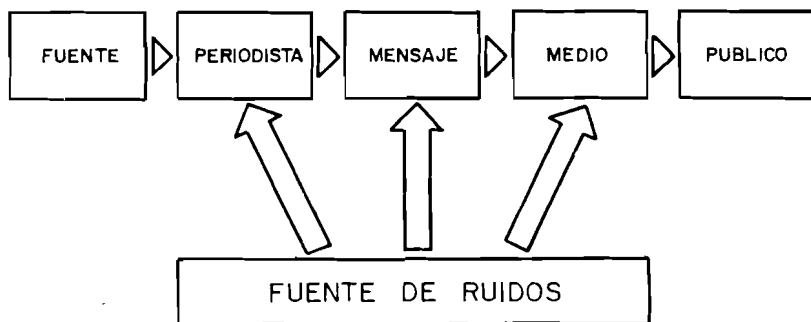 FUENTE PERIODISTA MENSAJE MEDIO PUBLICO
FUENTE DE RUIDOS